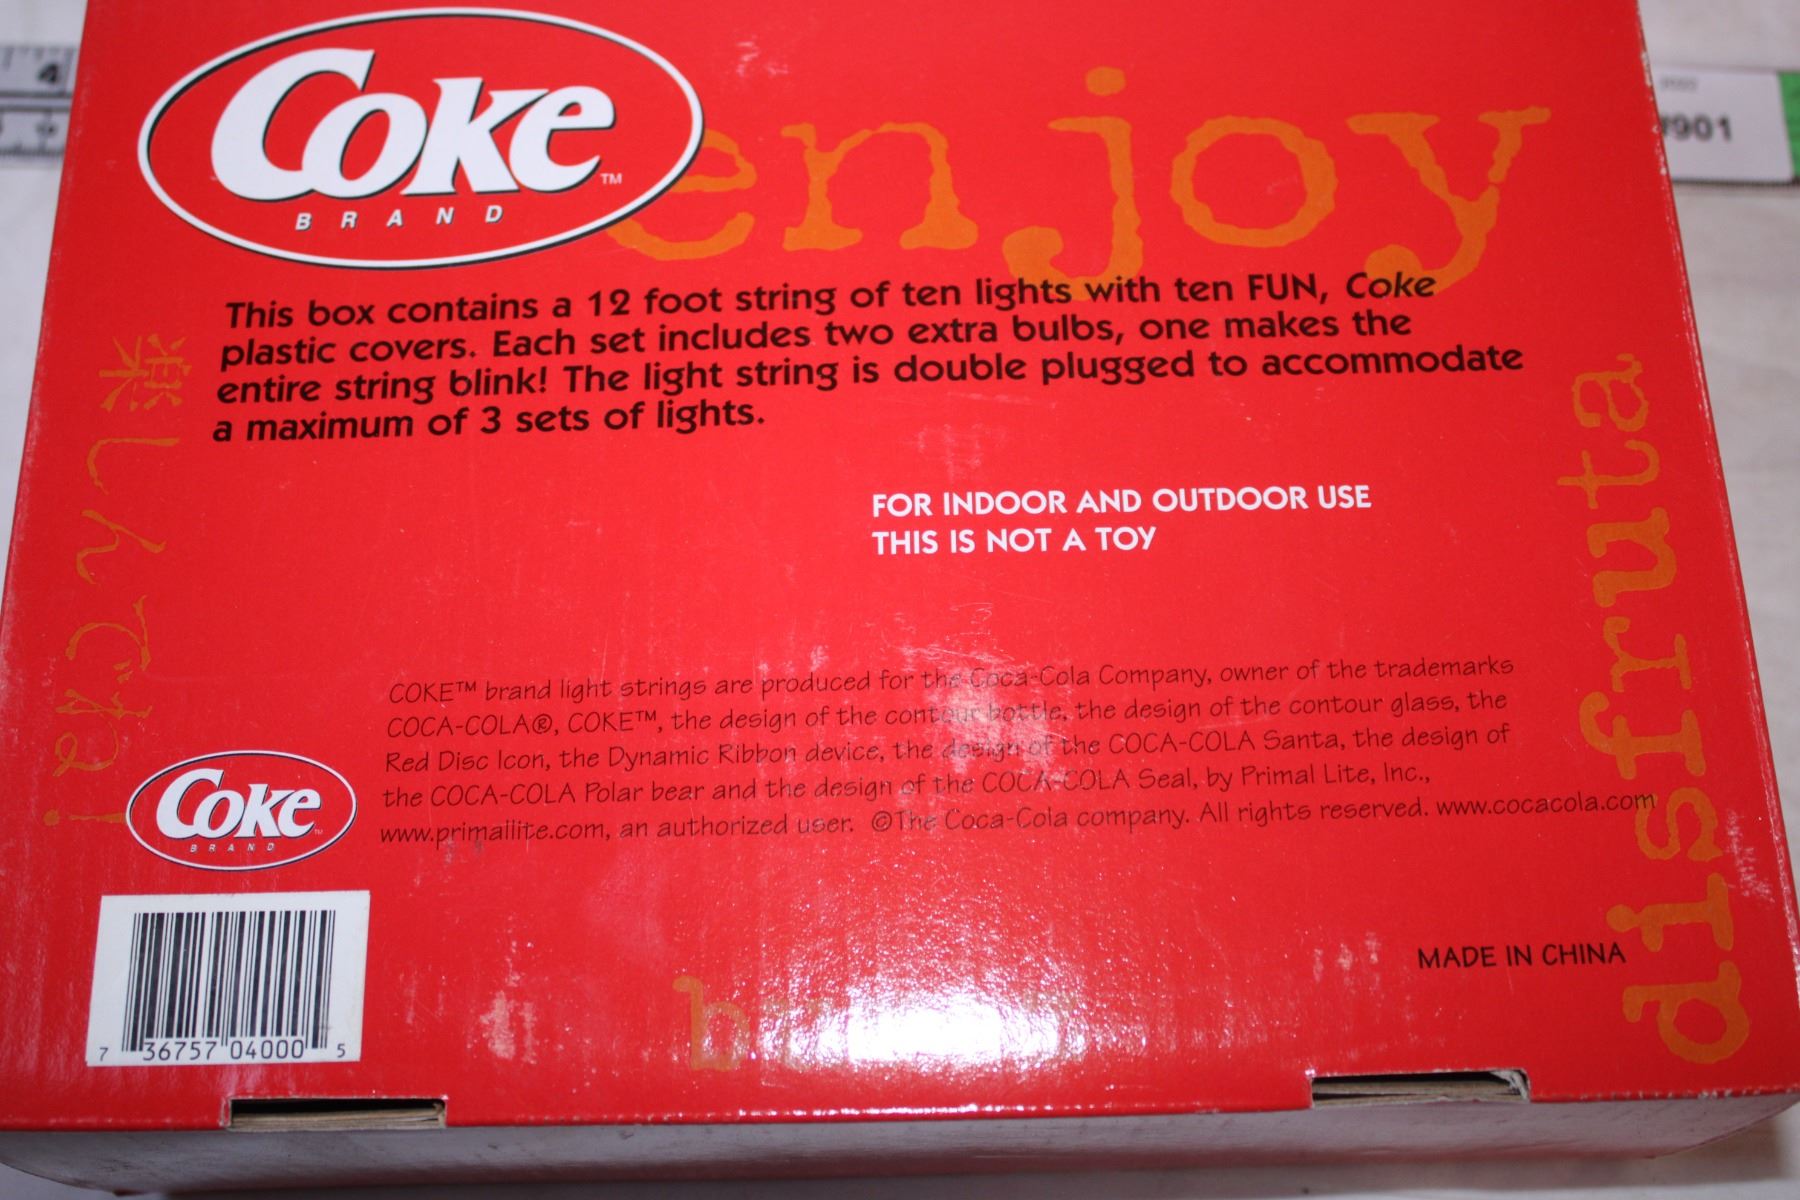 4
#901
Coke™
BRAND
enjoy
This box contains a 12 foot string of ten lights with ten FUN, Coke
plastic covers. Each set includes two extra bulbs, one makes the
entire string blink! The light string is double plugged to accommodate
a maximum of 3 sets of lights.
FOR INDOOR AND OUTDOOR USE
THIS IS NOT A TOY
disfruta
COKE™ brand light strings are produced for the Coca-Cola Company, owner of the trademarks
COCA-COLA®, COKE™, the design of the contour bottle, the design of the contour glass, the
Red Disc Icon, the Dynamic Ribbon device, the design of the COCA-COLA Santa, the design of
the COCA-COLA Polar bear and the design of the COCA-COLA Seal, by Primal Lite, Inc.,
www.primallite.com, an authorized user. ©The Coca-Cola company. All rights reserved. www.cocacola.com
Coke™
BRAND
MADE IN CHINA
7 36757 04000 5